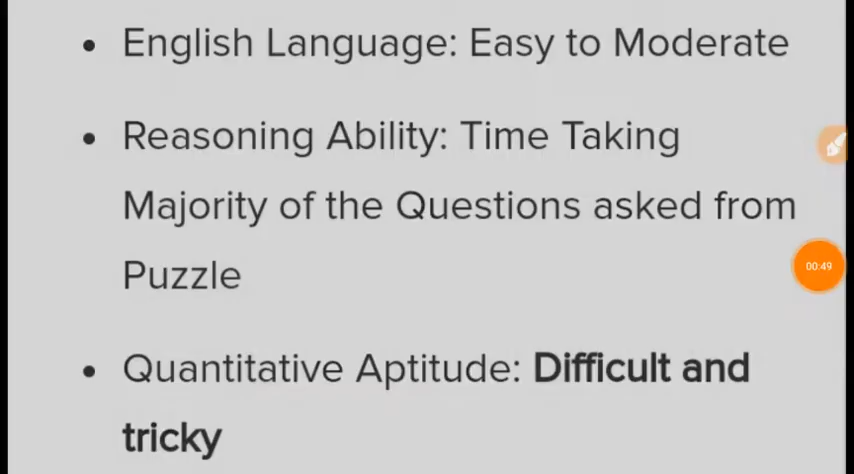 English Language: Easy to Moderate
Reasoning Ability: Time Taking
Majority of the Questions asked from
Puzzle
00:49
Quantitative Aptitude: Difficult and
tricky